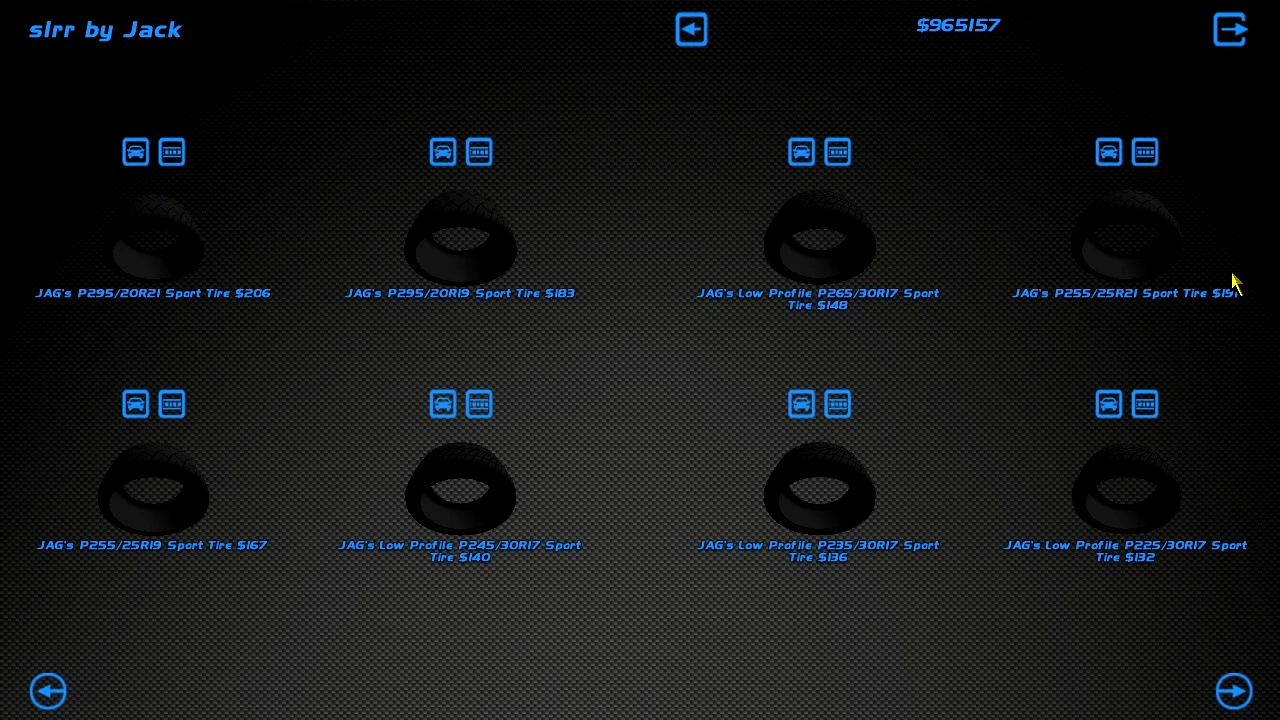 slrr by Jack
$965157
JAG's P295/20R21 Sport Tire $206
JAG's P295/20R19 Sport Tire $183
JAG's Low Profile P265/30R17 Sport
Tire $148
JAG's P255/25R21 Sport Tire
JAG's P255/25R19 Sport Tire $167
JAG's Low Profile P245/30R17 Sport
Tire $140
JAG's Low Profile P235/30R17 Sport
Tire $136
JAG's Low Profile P225/30R17 Sport
Tire $132